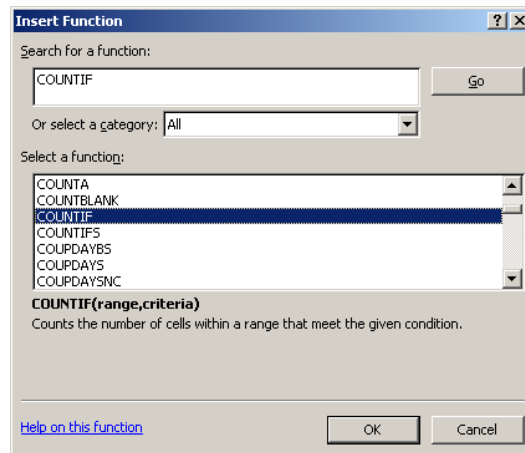 Insert Function
Search for a function:
COUNTIF
Go
Or select a category: All
Select a function:
COUNTA
COUNTBLANK
COUNTIF
COUNTIFS
COUPDAYBS
COUPDAYS
COUPDAYSNC
COUNTIF(range,criteria)
Counts the number of cells within a range that meet the given condition.
Help on this function
OK
Cancel